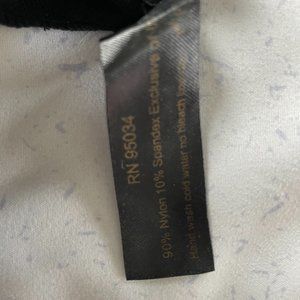 RN 95034
90% Nylon 10% Spandex Exclusive of
Hand wash cold water no bleach